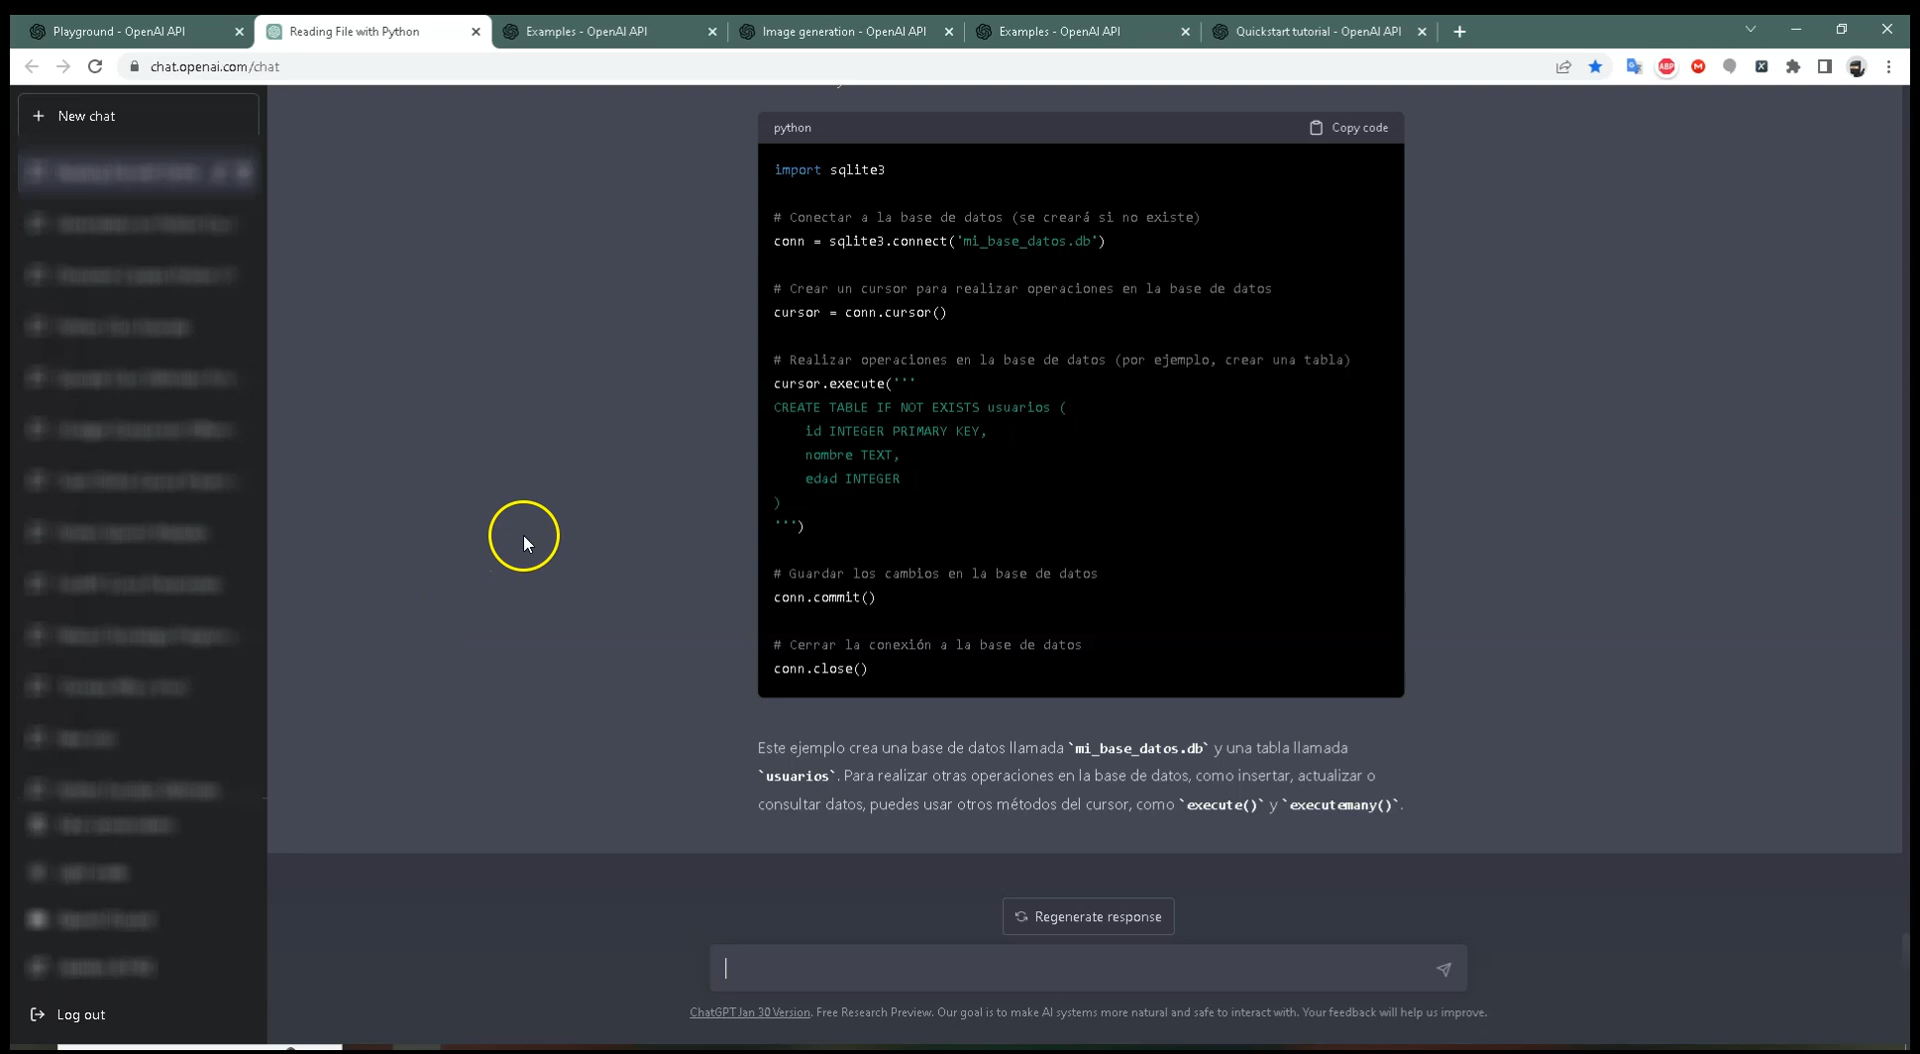 Playground - OpenAI API
Reading File with Python
Examples - OpenAI API
Image generation - OpenAI API
Examples - OpenAI API
Quickstart tutorial - OpenAI API
chat.openai.com/chat
ABP
New chat
python
Copy code
import sqlite3
# Conectar a la base de datos (se creará si no existe)
conn = sqlite3.connect('mi_base_datos.db')
# Crear un cursor para realizar operaciones en la base de datos
cursor = conn.cursor()
# Realizar operaciones en la base de datos (por ejemplo, crear una tabla)
cursor.execute('''
CREATE TABLE IF NOT EXISTS usuarios (
id INTEGER PRIMARY KEY,
nombre TEXT,
edad INTEGER
)
''')
# Guardar los cambios en la base de datos
conn.commit()
# Cerrar la conexión a la base de datos
conn.close()
Este ejemplo crea una base de datos llamada `mi_base_datos.db` y una tabla llamada
`usuarios`. Para realizar otras operaciones en la base de datos, como insertar, actualizar o
consultar datos, puedes usar otros métodos del cursor, como `execute()` y `executemany()`.
Regenerate response
ChatGPT Jan 30 Version. Free Research Preview. Our goal is to make AI systems more natural and safe to interact with. Your feedback will help us improve.
Log out